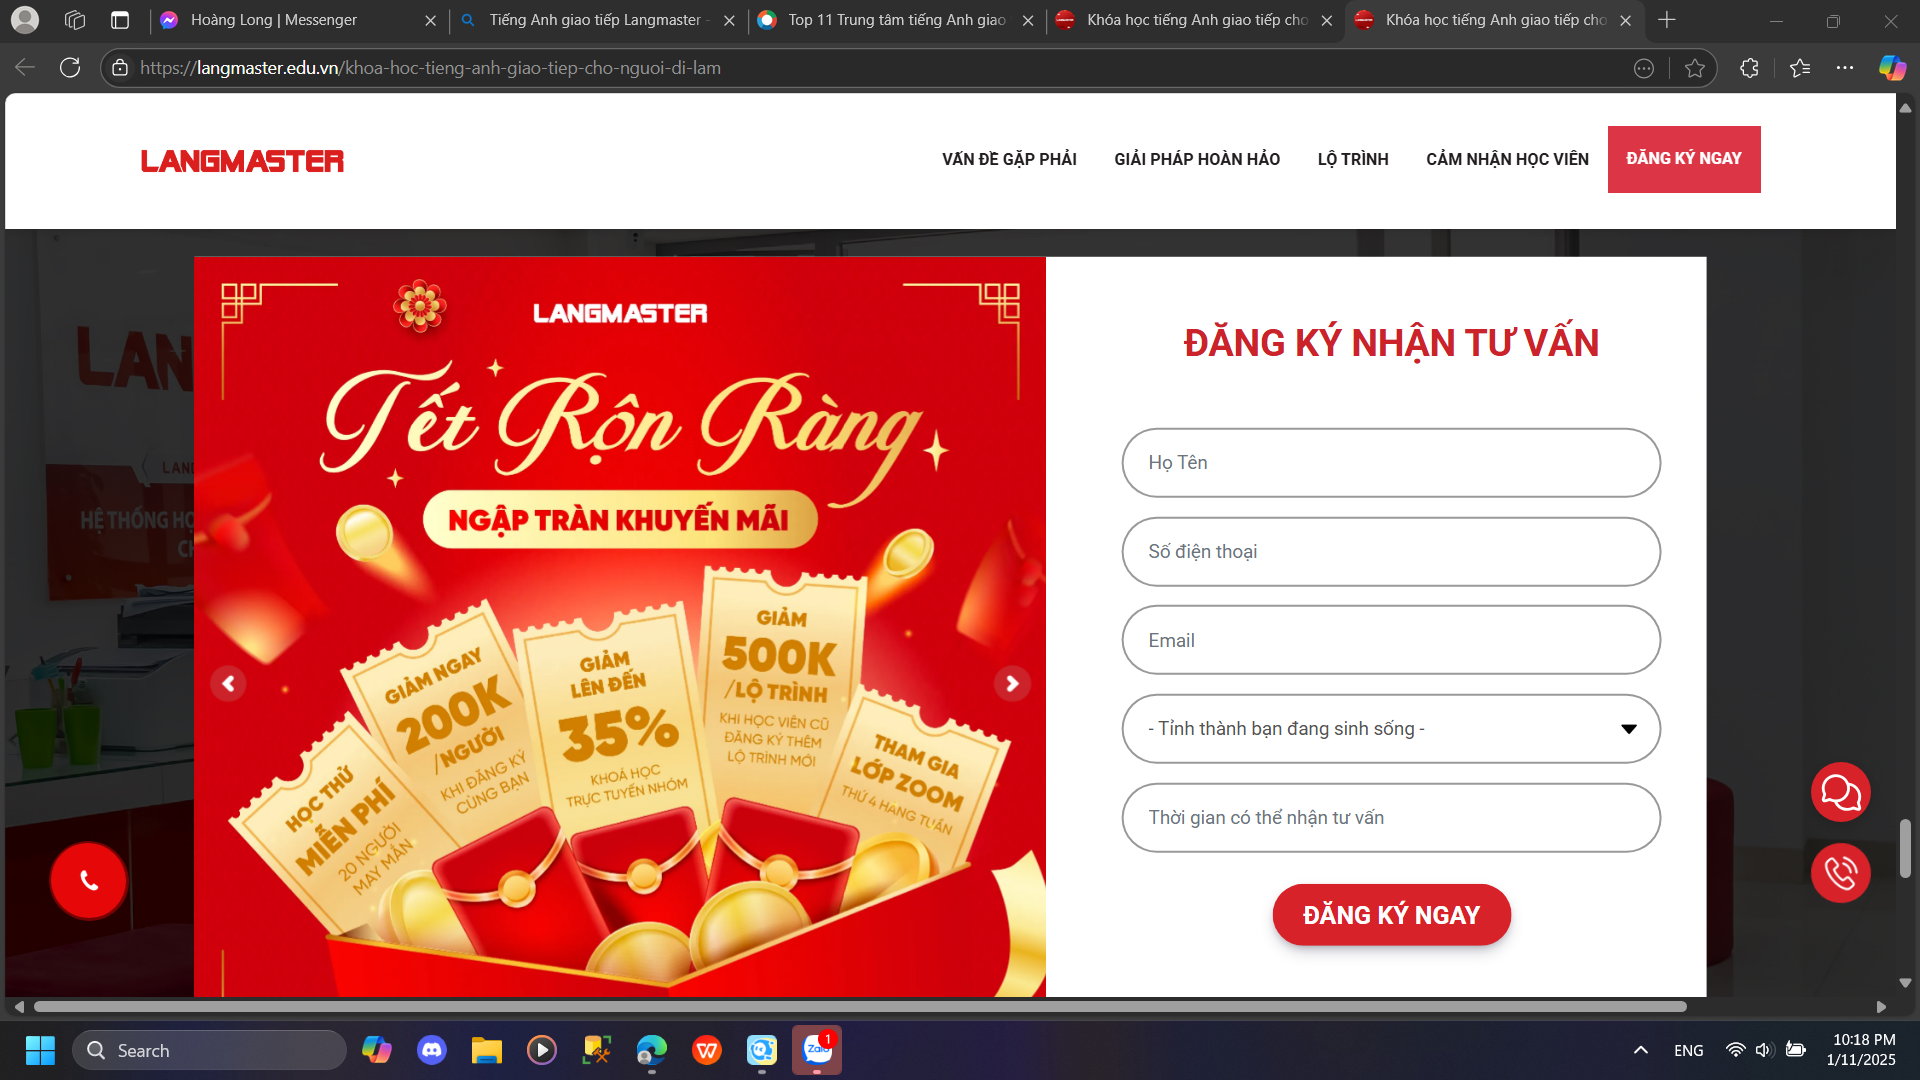 Hoàng Long | Messenger
Tiếng Anh giao tiếp Langmaster -
Top 11 Trung tâm tiếng Anh giao
Khóa học tiếng Anh giao tiếp cho
Khóa học tiếng Anh giao tiếp cho
https://langmaster.edu.vn/khoa-hoc-tieng-anh-giao-tiep-cho-nguoi-di-lam
LANGMASTER
VẤN ĐỀ GẶP PHẢI
GIẢI PHÁP HOÀN HẢO
LỘ TRÌNH
CẢM NHẬN HỌC VIÊN
ĐĂNG KÝ NGAY
LAN
LANG
HỆ THỐNG HỌ
CH
LANGMASTER
Tết Rộn Ràng
NGẬP TRÀN KHUYẾN MÃI
HỌC THỬ
MIỄN PHÍ
20 NGƯỜI
MAY MẮN
GIẢM NGAY
200K
/NGƯỜI
KHI ĐĂNG KÝ
CÙNG BẠN
GIẢM
LÊN ĐẾN
35%
KHOÁ HỌC
TRỰC TUYẾN NHÓM
GIẢM
500K
/LỘ TRÌNH
KHI HỌC VIÊN CŨ
ĐĂNG KÝ THÊM
LỘ TRÌNH MỚI
THAM GIA
LỚP ZOOM
THỨ 4 HÀNG TUẦN
ĐĂNG KÝ NHẬN TƯ VẤN
Họ Tên
Số điện thoại
Email
- Tỉnh thành bạn đang sinh sống -
Thời gian có thể nhận tư vấn
ĐĂNG KÝ NGAY
Search
Zalo
1
ENG
10:18 PM
1/11/2025